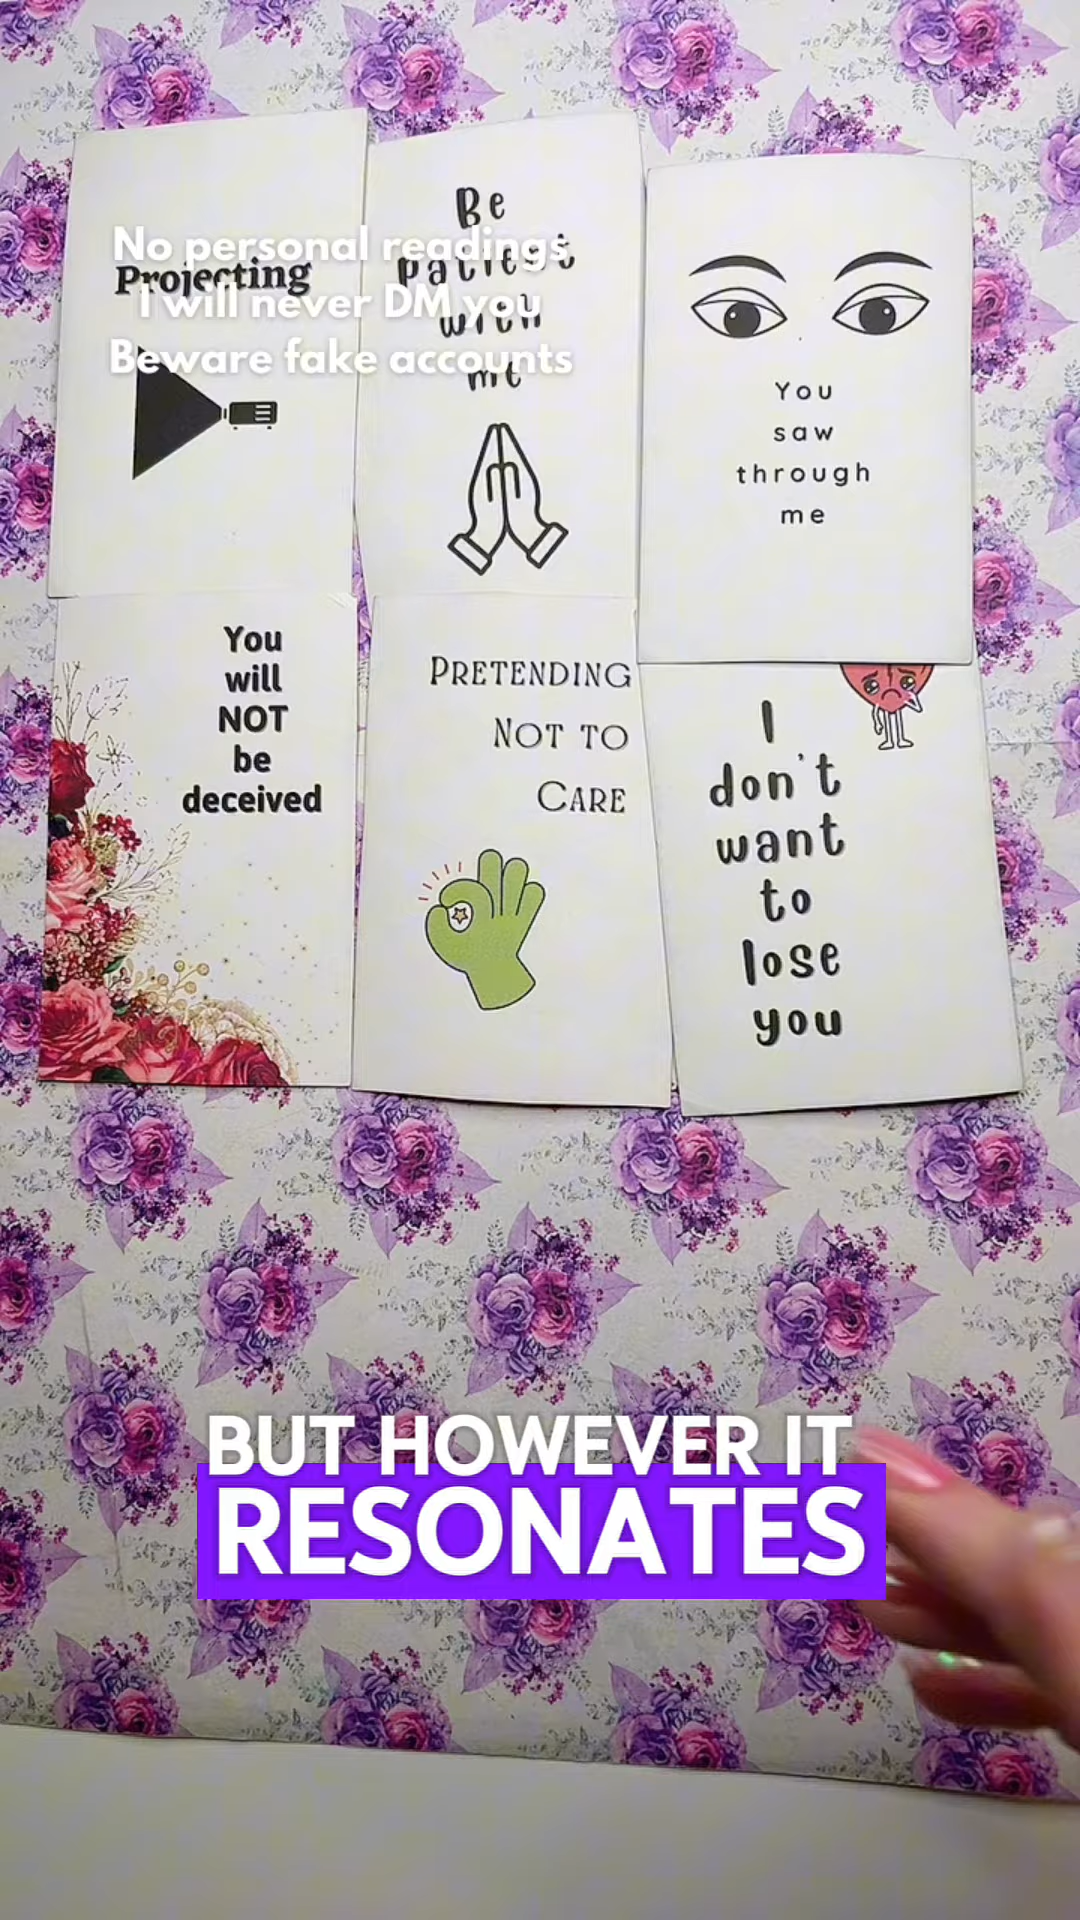 No personal readings
I will never DM you
Beware fake accounts
Projecting
Be
patient
with
me
You
saw
through
me
You
will
NOT
be
deceived
PRETENDING
NOT TO
CARE
I
don't
want
to
lose
you
BUT HOWEVER IT
RESONATES